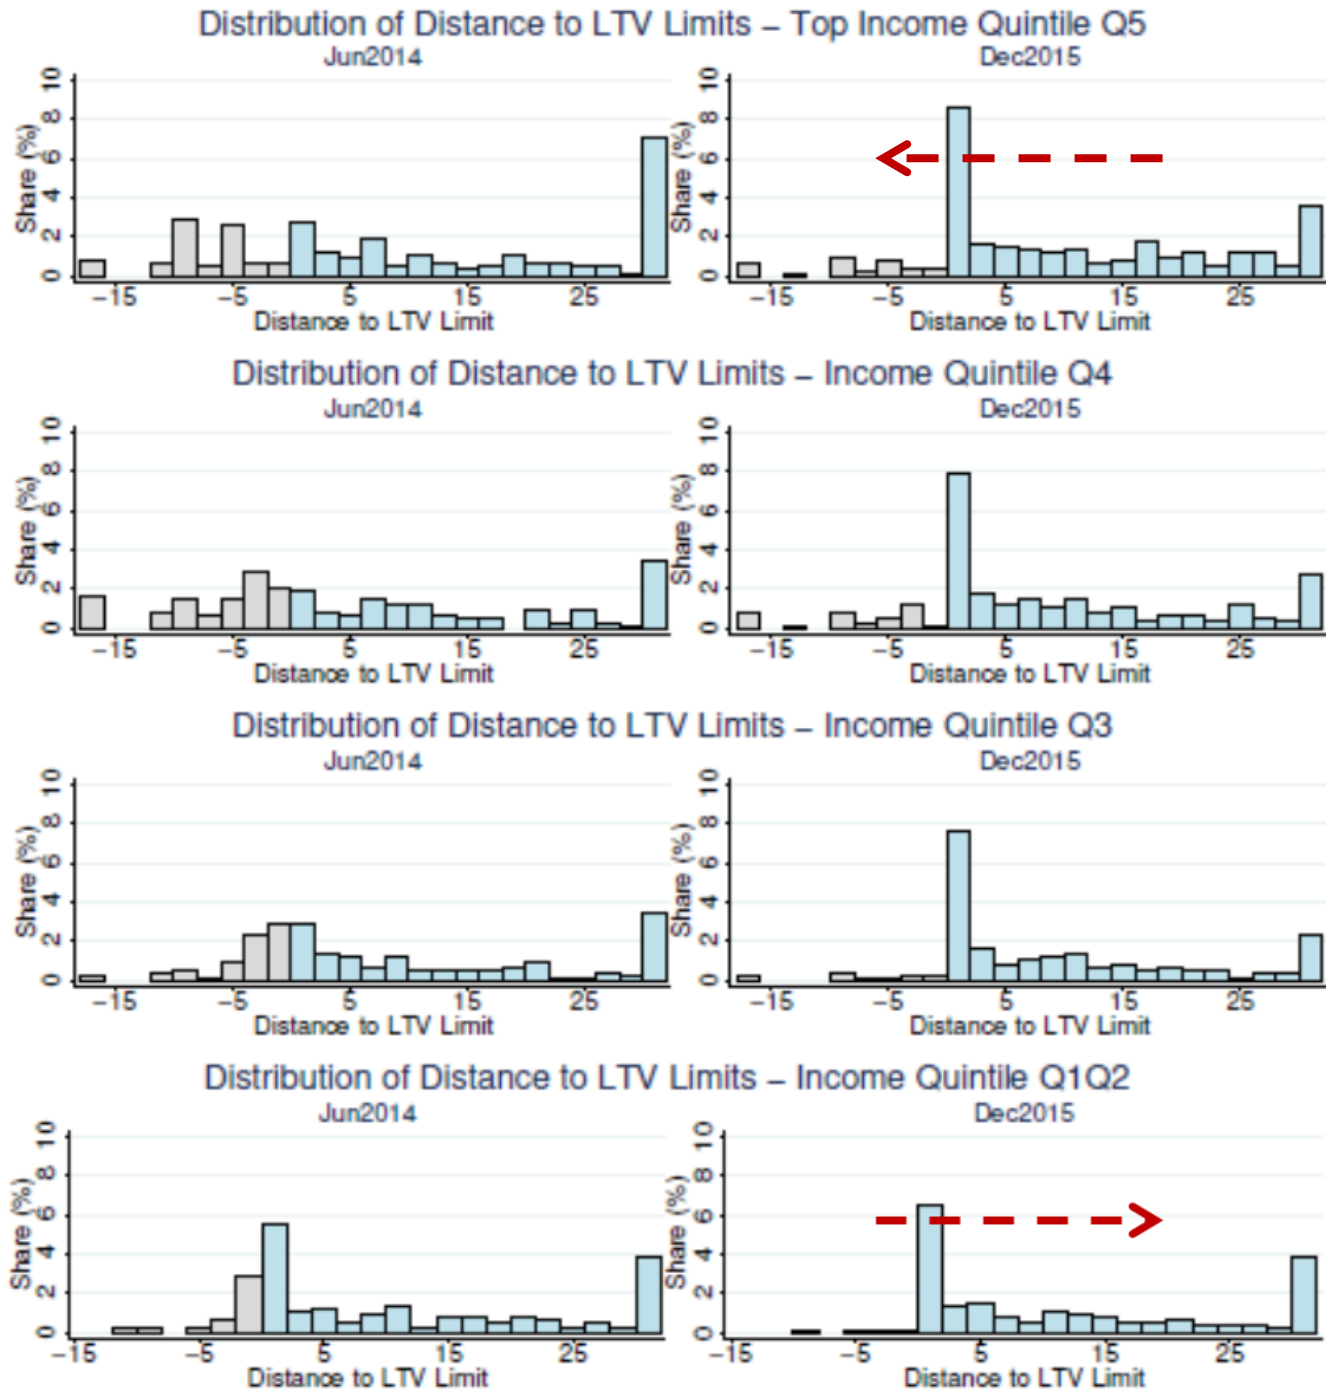 Distribution of Distance to LTV Limits – Top Income Quintile Q5
Jun2014
Share (%)
0 2 4 6 8 10
−15 −5 5 15 25
Distance to LTV Limit
Dec2015
Share (%)
0 2 4 6 8 10
−15 −5 5 15 25
Distance to LTV Limit
Distribution of Distance to LTV Limits – Income Quintile Q4
Jun2014
Share (%)
0 2 4 6 8 10
−15 −5 5 15 25
Distance to LTV Limit
Dec2015
Share (%)
0 2 4 6 8 10
−15 −5 5 15 25
Distance to LTV Limit
Distribution of Distance to LTV Limits – Income Quintile Q3
Jun2014
Share (%)
0 2 4 6 8 10
−15 −5 5 15 25
Distance to LTV Limit
Dec2015
Share (%)
0 2 4 6 8 10
−15 −5 5 15 25
Distance to LTV Limit
Distribution of Distance to LTV Limits – Income Quintile Q1Q2
Jun2014
Share (%)
0 2 4 6 8 10
−15 −5 5 15 25
Distance to LTV Limit
Dec2015
Share (%)
0 2 4 6 8 10
−15 −5 5 15 25
Distance to LTV Limit